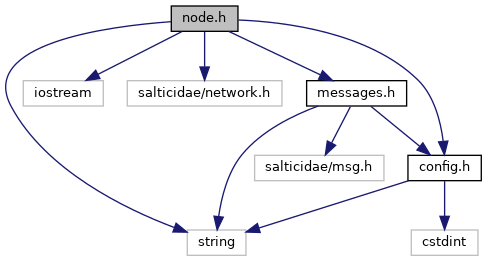 node.h
iostream
salticidae/network.h
messages.h
salticidae/msg.h
config.h
string
cstdint